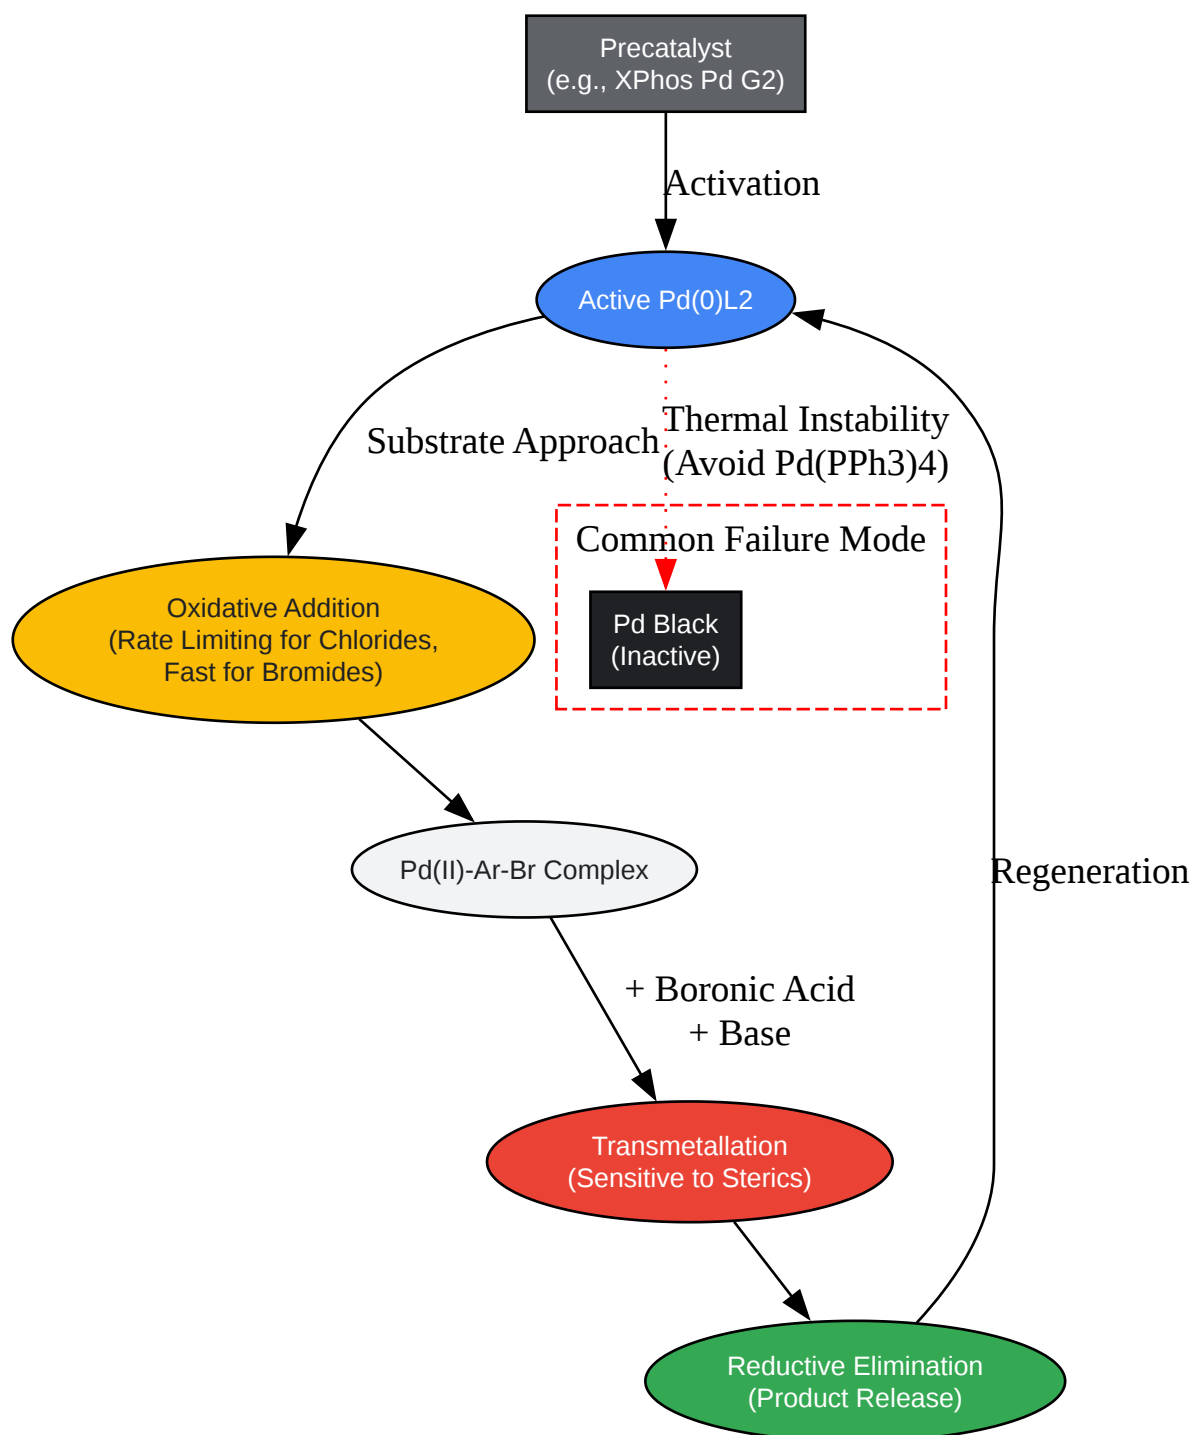 Precatalyst
(e.g., XPhos Pd G2)
Activation
Active Pd(0)L2
Substrate Approach
Thermal Instability
(Avoid Pd(PPh3)4)
Common Failure Mode
Pd Black
(Inactive)
Oxidative Addition
(Rate Limiting for Chlorides,
Fast for Bromides)
Pd(II)-Ar-Br Complex
Regeneration
+ Boronic Acid
+ Base
Transmetallation
(Sensitive to Sterics)
Reductive Elimination
(Product Release)